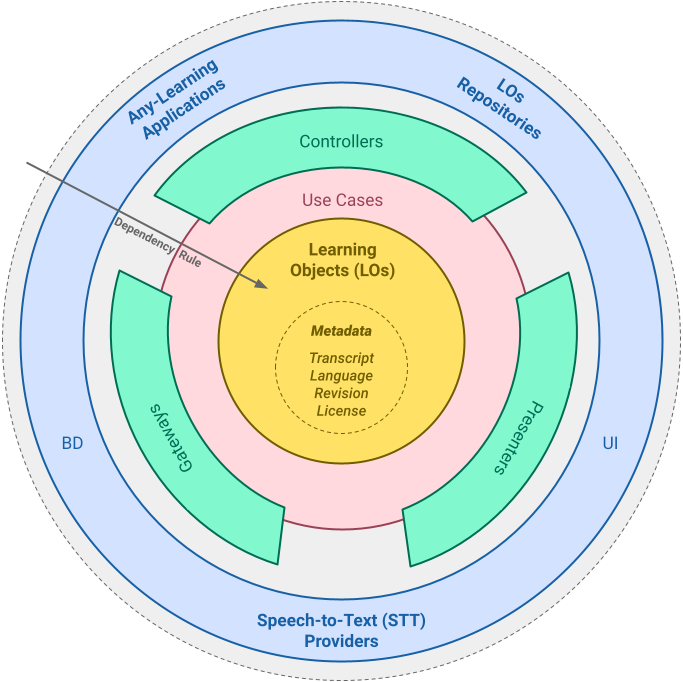 Any-Learning
Applications
LOs
Repositories
Controllers
Use Cases
Dependency Rule
Learning
Objects (LOs)
Metadata
Transcript
Language
Revision
License
Gateways
Presenters
BD
UI
Speech-to-Text (STT)
Providers